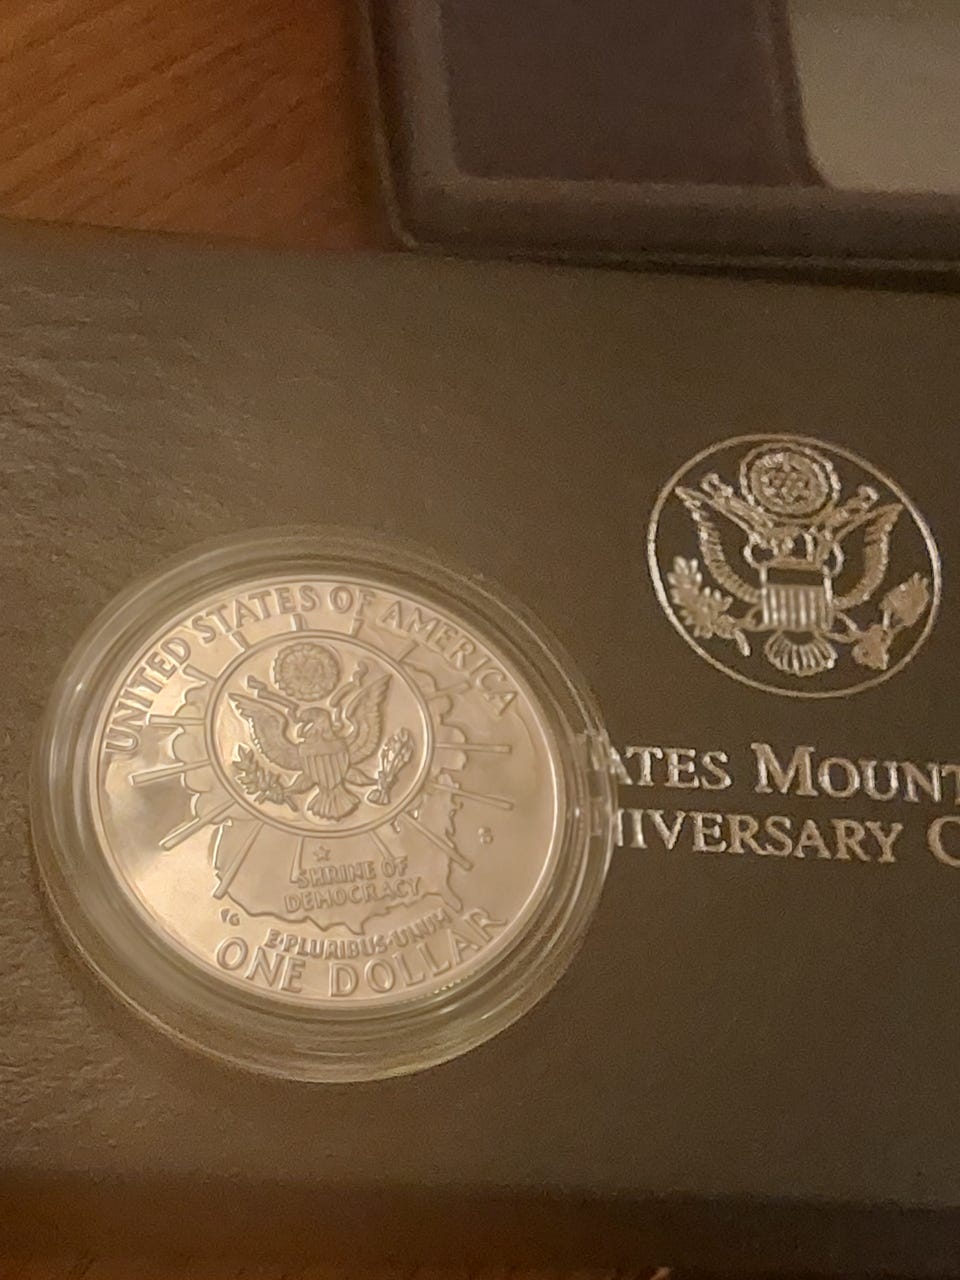 UNITED STATES OF AMERICA
SHRINE OF
DEMOCRACY
E·PLURIBUS·UNUM
ONE DOLLAR
S
ATES MOUNT
NIVERSARY C